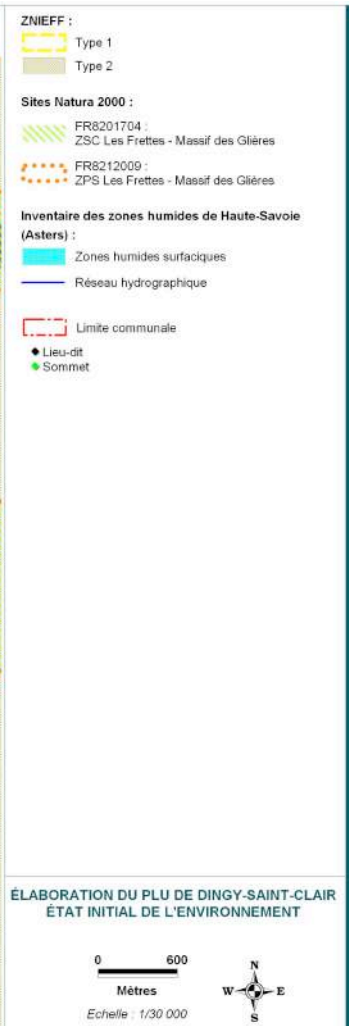 ZNIEFF :
Type 1
Type 2
Sites Natura 2000 :
FR8201704 :
ZSC Les Frettes - Massif des Glières
FR8212009 :
ZPS Les Frettes - Massif des Glières
Inventaire des zones humides de Haute-Savoie
(Asters) :
Zones humides surfaciques
Réseau hydrographique
Limite communale
Lieu-dit
Sommet
ÉLABORATION DU PLU DE DINGY-SAINT-CLAIR
ÉTAT INITIAL DE L'ENVIRONNEMENT
0 600
Mètres
Echelle : 1/30 000
N
W E
S